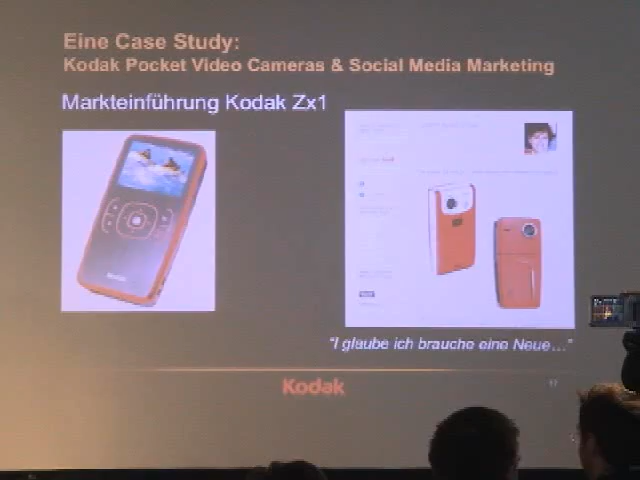 Eine Case Study:
Kodak Pocket Video Cameras & Social Media Marketing
Markteinführung Kodak Zx1
"I glaube ich brauche eine Neue..."
Kodak